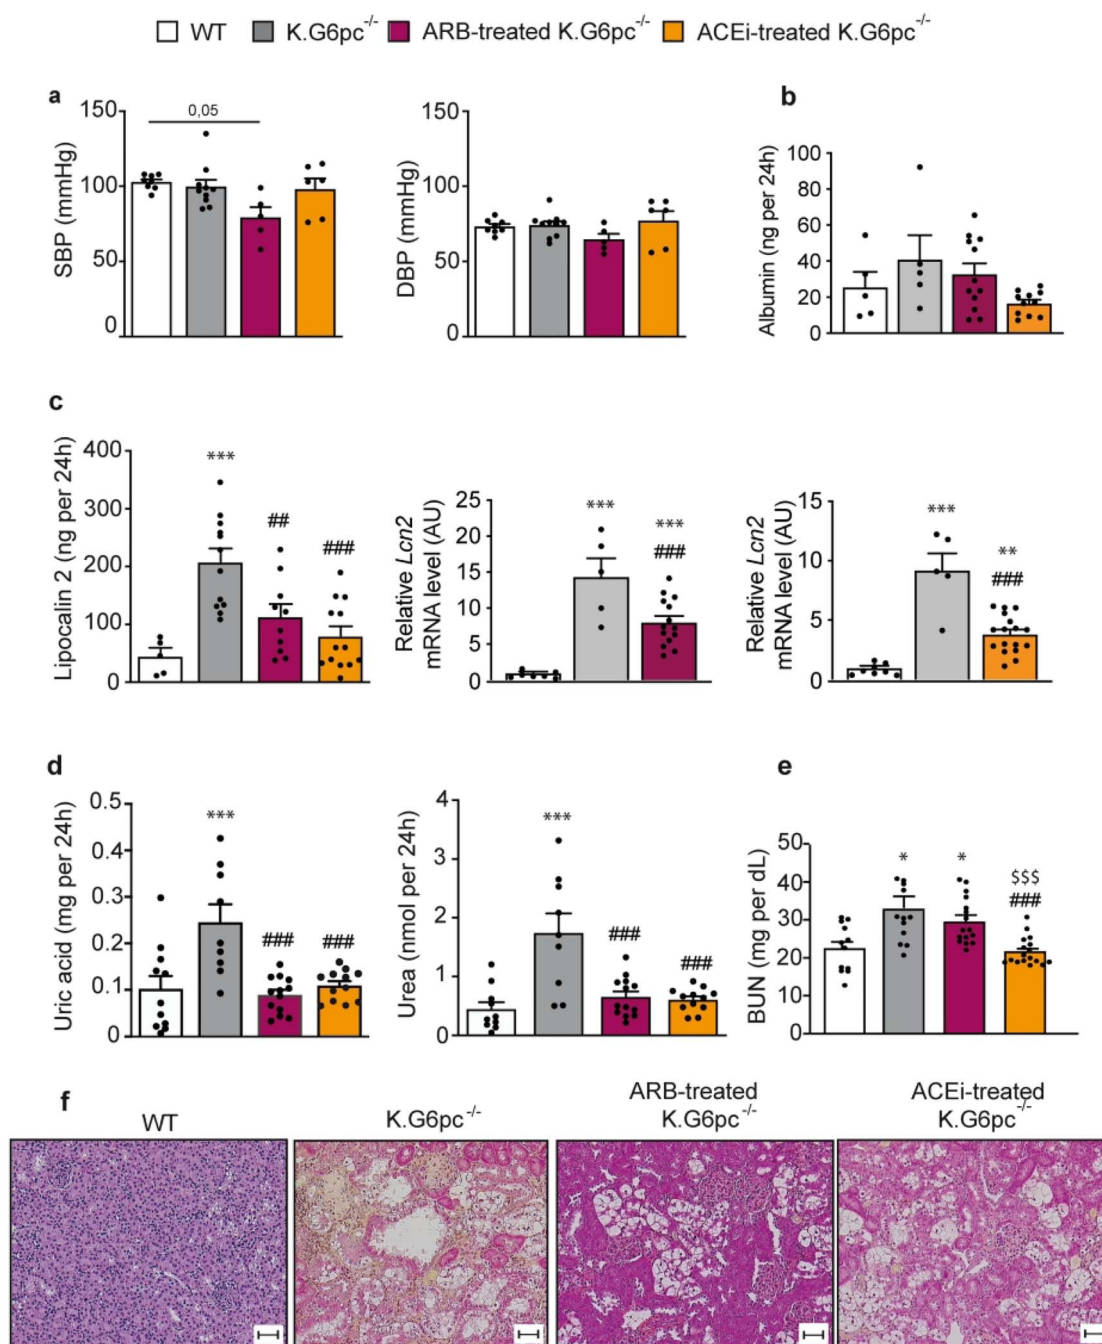 WT K.G6pc-/- ARB-treated K.G6pc-/- ACEi-treated K.G6pc-/-
a
SBP (mmHg)
150
100
50
0
0,05
DBP (mmHg)
150
100
50
0
b
Albumin (ng per 24h)
100
80
60
40
20
0
c
Lipocalin 2 (ng per 24h)
400
300
200
100
0
***
##
###
Relative Lcn2
mRNA level (AU)
25
20
15
10
5
0
***
***
###
Relative Lcn2
mRNA level (AU)
15
10
5
0
***
**
###
d
Uric acid (mg per 24h)
0.5
0.4
0.3
0.2
0.1
0
***
###
###
Urea (nmol per 24h)
4
3
2
1
0
***
###
###
e
BUN (mg per dL)
50
40
30
20
10
0
*
*
$$$
###
f
WT
K.G6pc-/-
ARB-treated
K.G6pc-/-
ACEi-treated
K.G6pc-/-